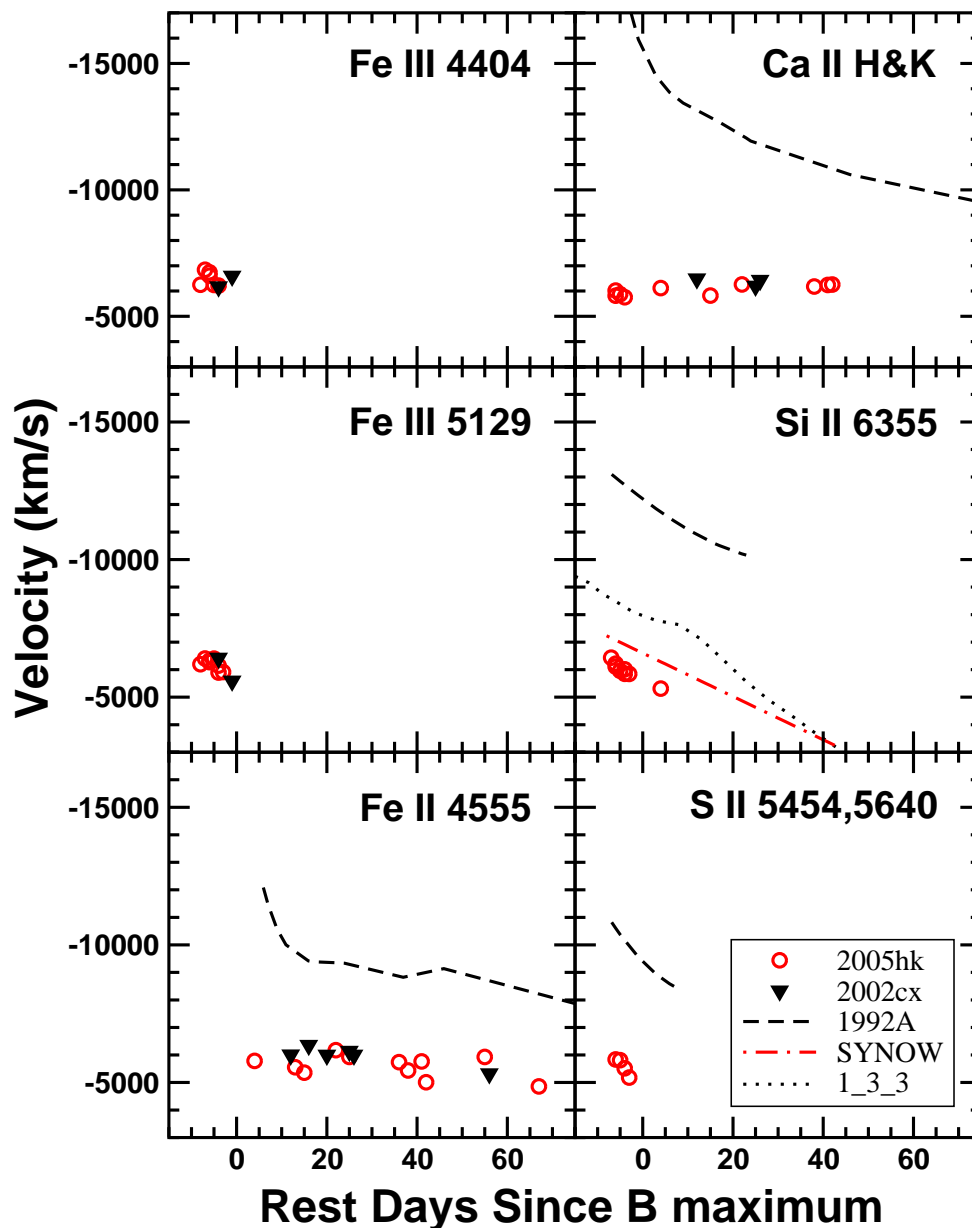 Fe III 4404
Ca II H&K
-15000
-10000
-5000
Fe III 5129
Si II 6355
-15000
-10000
-5000
Fe II 4555
S II 5454,5640
-15000
-10000
-5000
2005hk
2002cx
1992A
SYNOW
1_3_3
0 20 40 60
0 20 40 60
Velocity (km/s)
Rest Days Since B maximum